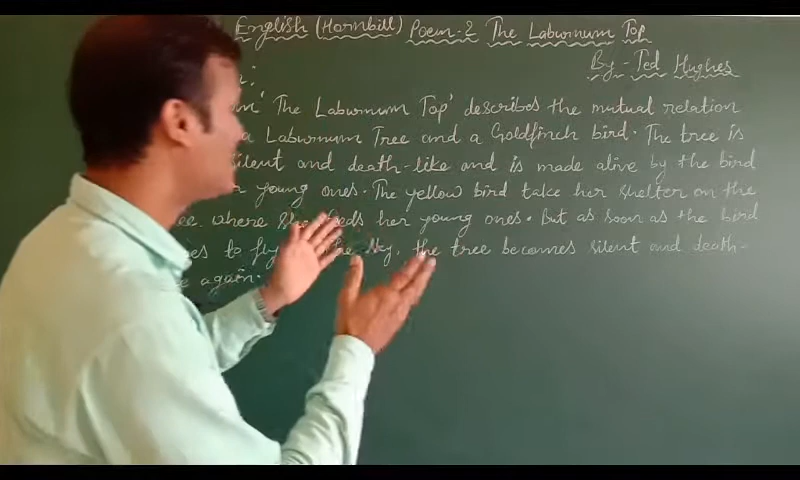 English (Hornbill) Poem-2 The Laburnum Top
By - Ted Hughes
'The Laburnum Top' describes the mutual relation
a Laburnum Tree and a Goldfinch bird. The tree is
silent and death-like and is made alive by the bird
young ones. The yellow bird take her shelter on the
where she feeds her young ones. But as soon as the bird
to fly the sky, the tree becomes silent and death-
again.